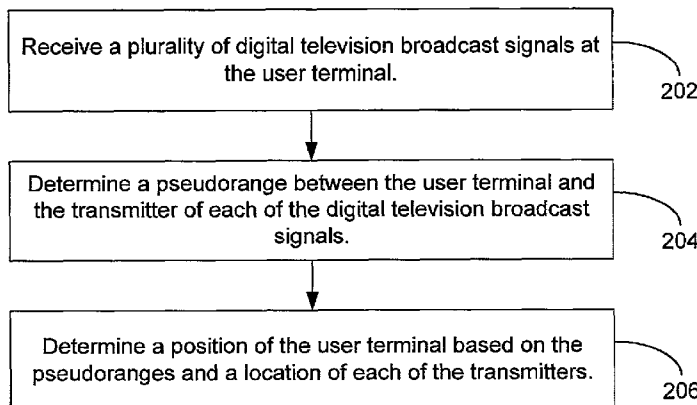 Receive a plurality of digital television broadcast signals at
the user terminal.
202
Determine a pseudorange between the user terminal and
the transmitter of each of the digital television broadcast
signals.
204
Determine a position of the user terminal based on the
pseudoranges and a location of each of the transmitters.
206